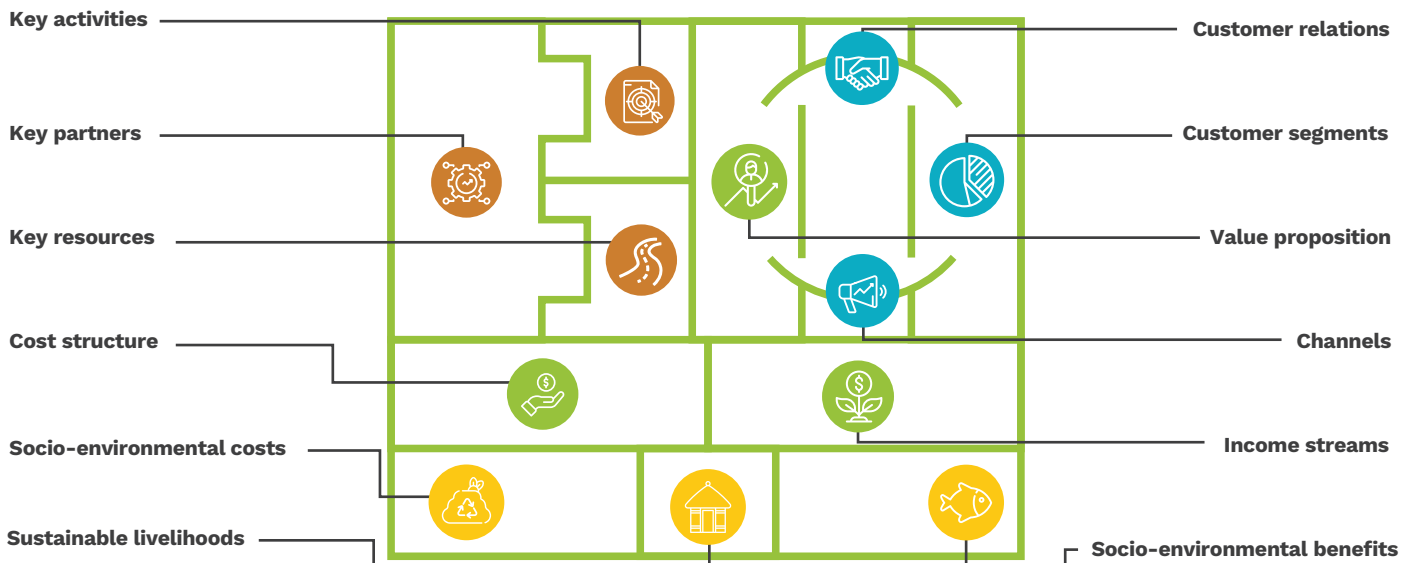 Key activities
Customer relations
Key partners
Customer segments
Key resources
Value proposition
Cost structure
Channels
Socio-environmental costs
Income streams
Sustainable livelihoods
Socio-environmental benefits